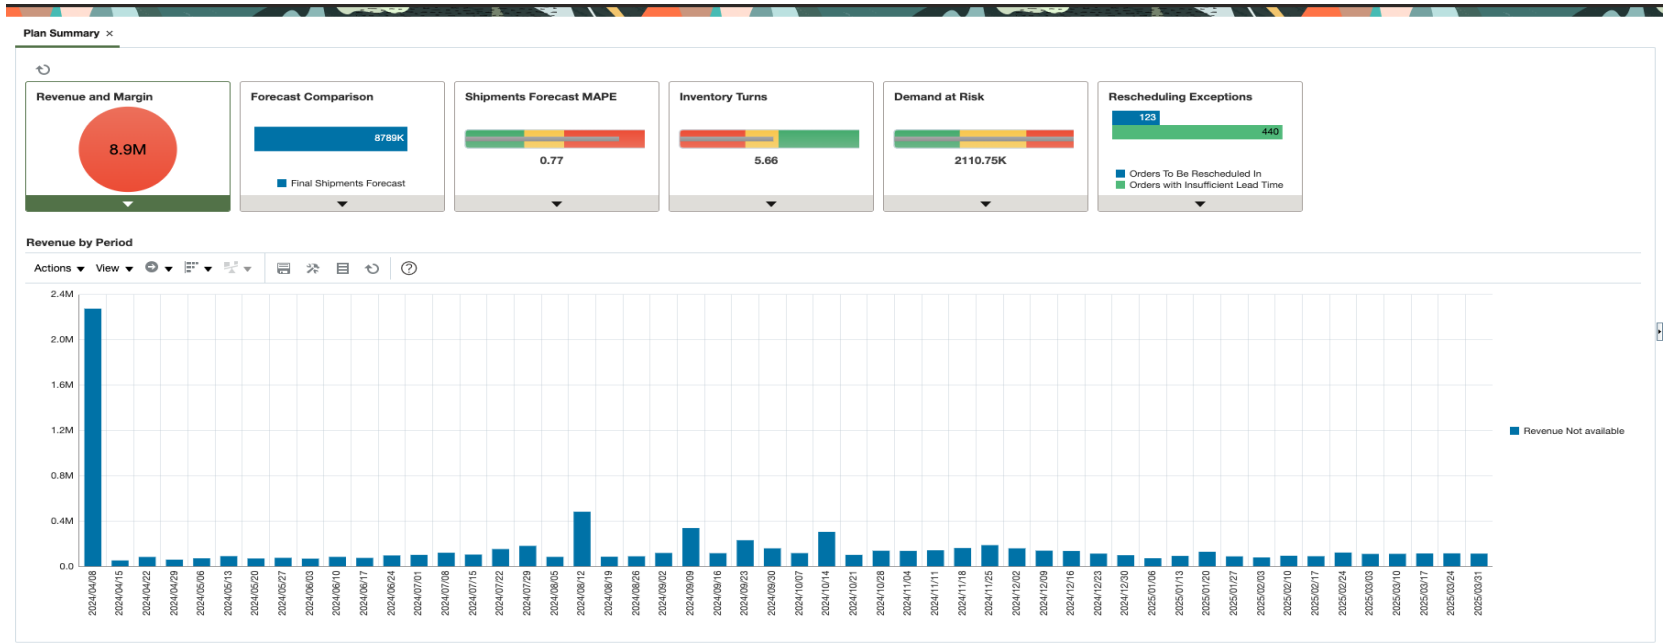 Plan Summary ×
Revenue and Margin
8.9M
Forecast Comparison
8789K
Final Shipments Forecast
Shipments Forecast MAPE
0.77
Inventory Turns
5.66
Demand at Risk
2110.75K
Rescheduling Exceptions
123
440
Orders To Be Rescheduled In
Orders with Insufficient Lead Time
Revenue by Period
Actions View
2.4M
2.0M
1.6M
1.2M
0.8M
0.4M
0.0
2024/04/08
2024/04/15
2024/04/22
2024/04/29
2024/05/06
2024/05/13
2024/05/20
2024/05/27
2024/06/03
2024/06/10
2024/06/17
2024/06/24
2024/07/01
2024/07/08
2024/07/15
2024/07/22
2024/07/29
2024/08/05
2024/08/12
2024/08/19
2024/08/26
2024/09/02
2024/09/09
2024/09/16
2024/09/23
2024/09/30
2024/10/07
2024/10/14
2024/10/21
2024/10/28
2024/11/04
2024/11/11
2024/11/18
2024/11/25
2024/12/02
2024/12/09
2024/12/16
2024/12/23
2024/12/30
2025/01/06
2025/01/13
2025/01/20
2025/01/27
2025/02/03
2025/02/10
2025/02/17
2025/02/24
2025/03/03
2025/03/10
2025/03/17
2025/03/24
2025/03/31
Revenue Not available